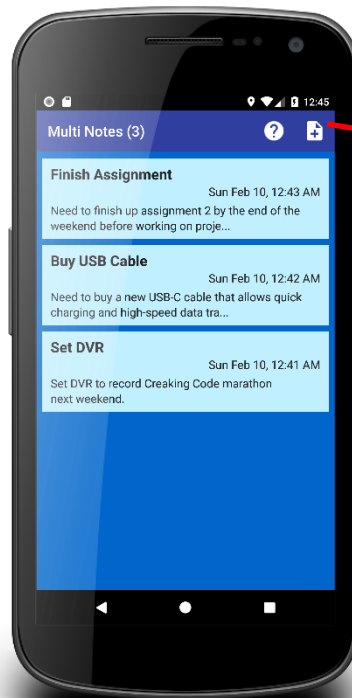 12:45
Multi Notes (3)
Finish Assignment
Sun Feb 10, 12:43 AM
Need to finish up assignment 2 by the end of the
weekend before working on proje...
Buy USB Cable
Sun Feb 10, 12:42 AM
Need to buy a new USB-C cable that allows quick
charging and high-speed data tra...
Set DVR
Sun Feb 10, 12:41 AM
Set DVR to record Creaking Code marathon
next weekend.